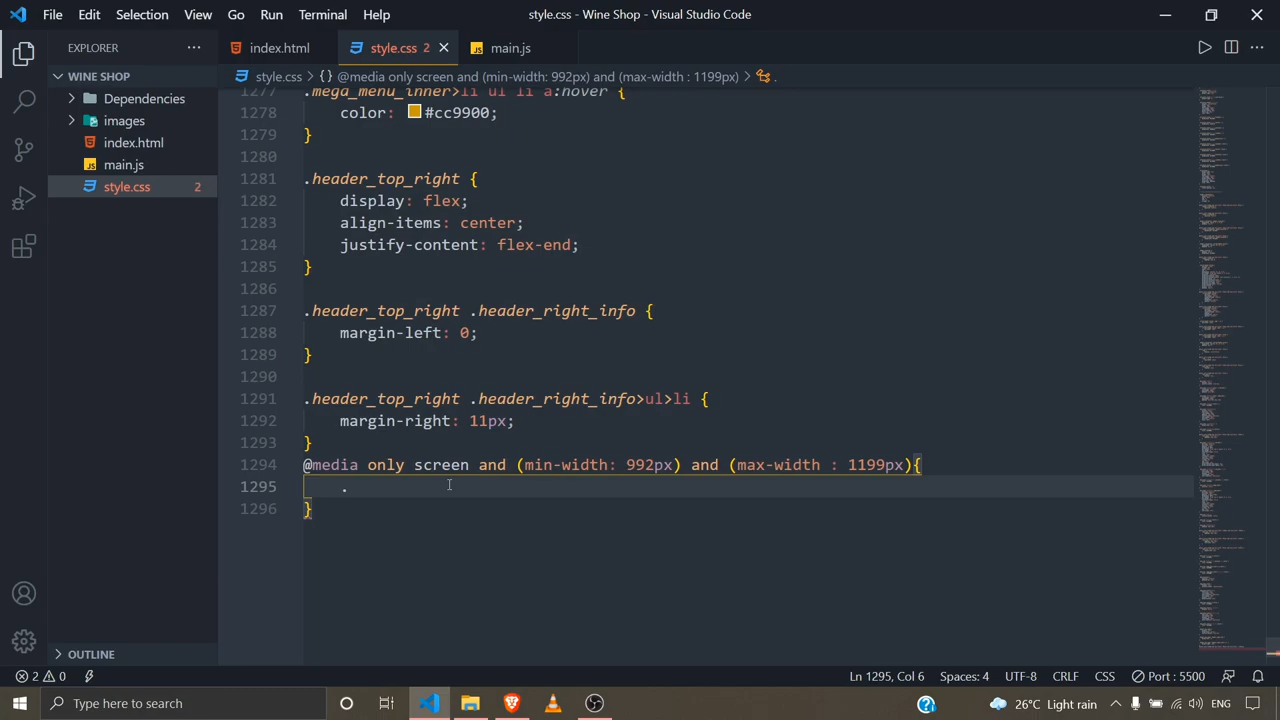 File Edit Selection View Go Run Terminal Help
style.css - Wine Shop - Visual Studio Code
EXPLORER
WINE SHOP
Dependencies
images
index.html
main.js
style.css 2
OUTLINE
index.html
style.css 2
main.js
style.css > {} @media only screen and (min-width: 992px) and (max-width : 1199px) > .
1277 .mega_menu_inner>li ul li a:hover {
1278 color: #cc9900;
1279 }
1280
1281 .header_top_right {
1282 display: flex;
1283 align-items: center;
1284 justify-content: flex-end;
1285 }
1286
1287 .header_top_right .header_right_info {
1288 margin-left: 0;
1289 }
1290
1291 .header_top_right .header_right_info>ul>li {
1292 margin-right: 11px;
1293 }
1294 @media only screen and (min-width: 992px) and (max-width : 1199px){
1295 .
1296 }
2 0
Ln 1295, Col 6 Spaces: 4 UTF-8 CRLF CSS Port : 5500
Type here to search
26°C Light rain
ENG